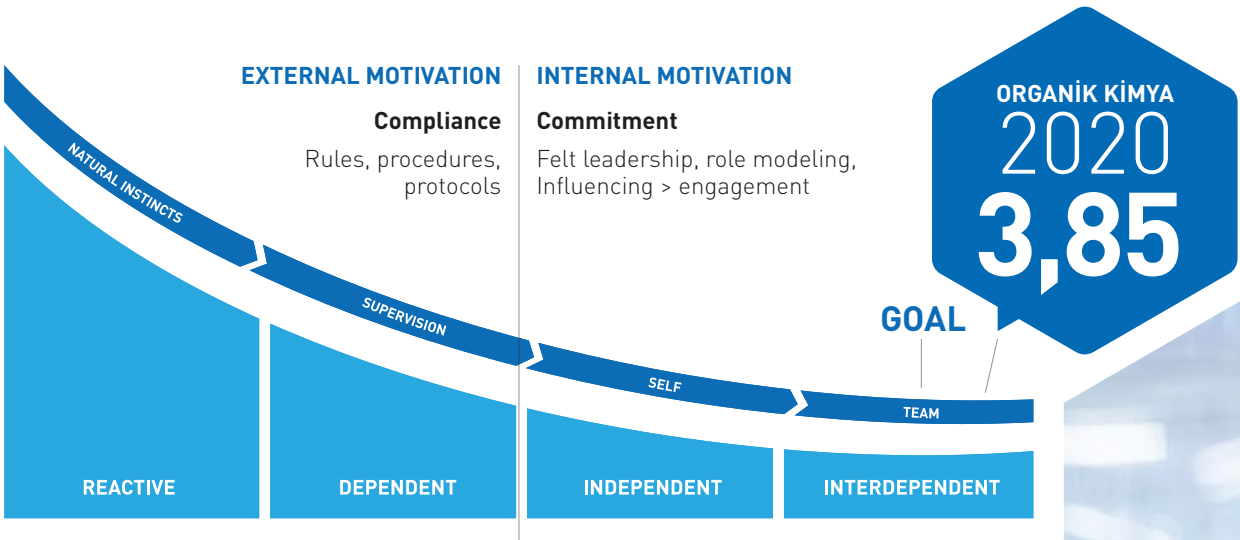 EXTERNAL MOTIVATION
Compliance
Rules, procedures,
protocols
INTERNAL MOTIVATION
Commitment
Felt leadership, role modeling,
Influencing > engagement
ORGANİK KİMYA
2020
3,85
GOAL
NATURAL INSTINCTS
SUPERVISION
SELF
TEAM
REACTIVE
DEPENDENT
INDEPENDENT
INTERDEPENDENT